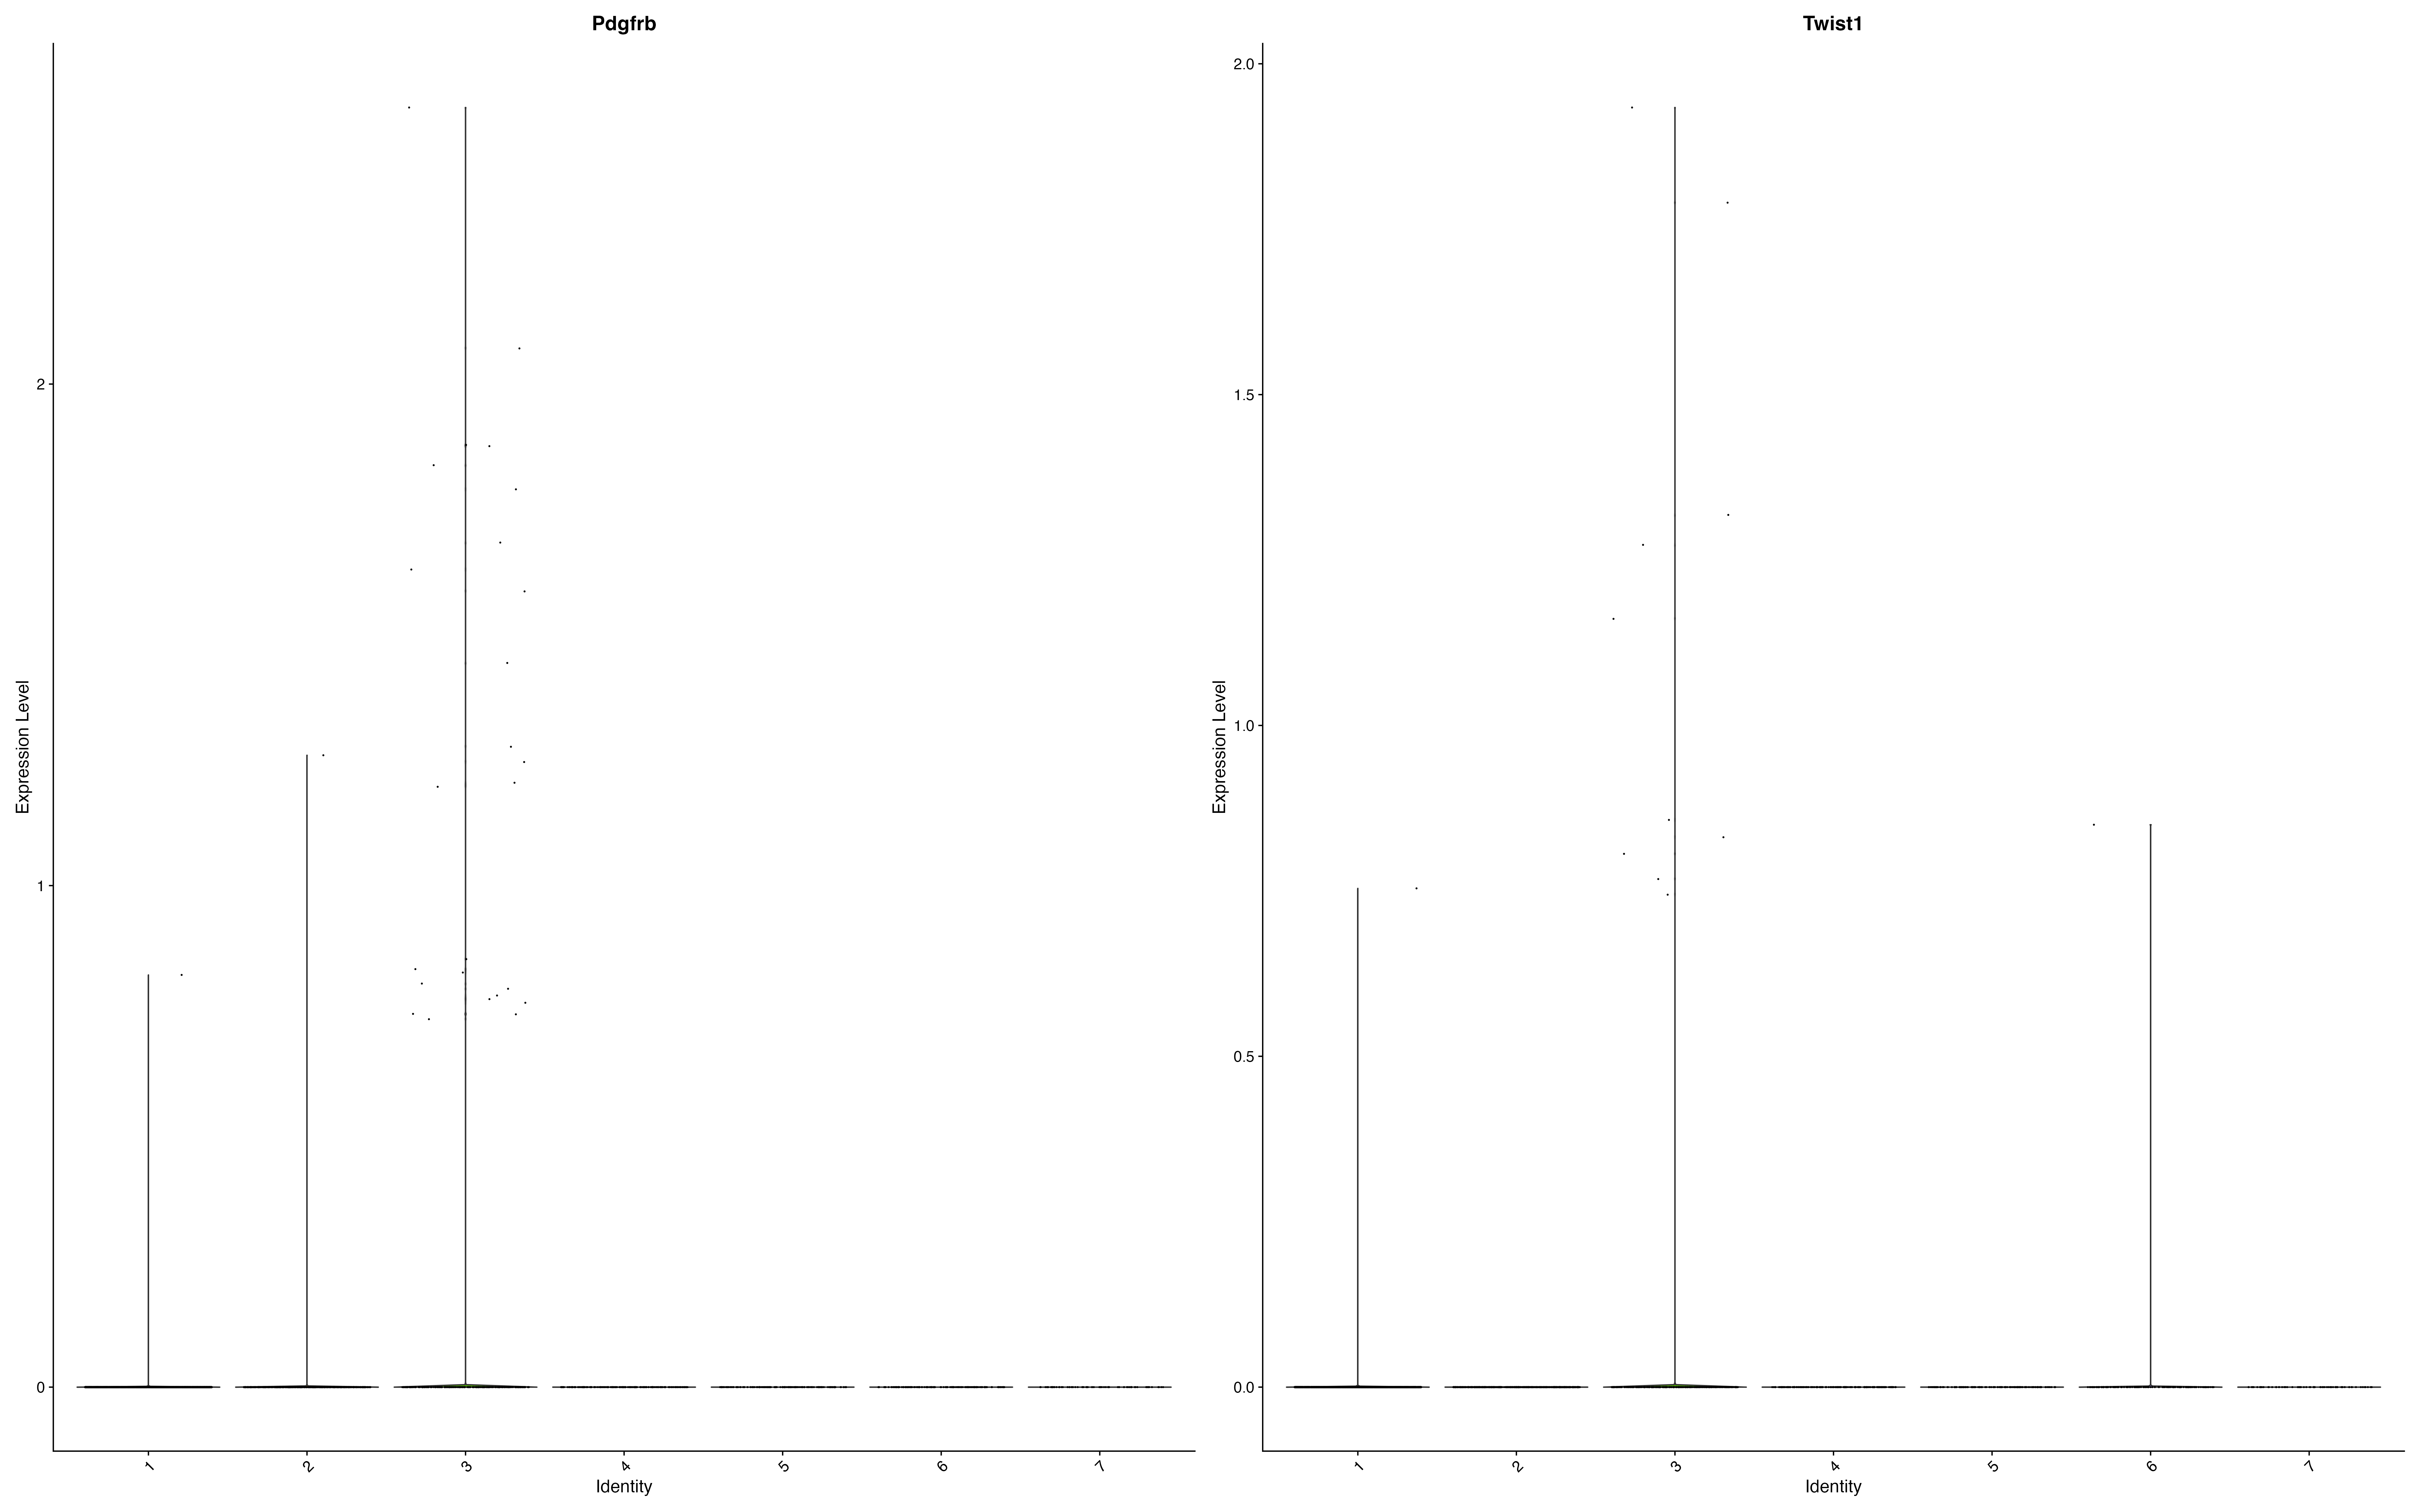 Pdgfrb
Expression Level
2
1
0
1 2 3 4 5 6 7
Identity
Twist1
Expression Level
2.0
1.5
1.0
0.5
0.0
1 2 3 4 5 6 7
Identity